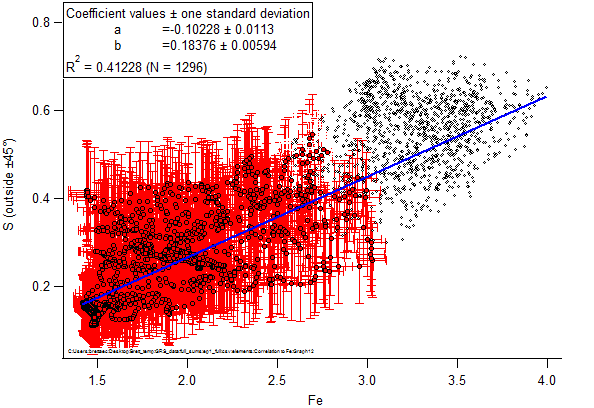 Coefficient values ± one standard deviation
a =-0.10228 ± 0.0113
b =0.18376 ± 0.00594
R² = 0.41228 (N = 1296)
0.8
0.6
0.4
0.2
S (outside ±45°)
1.5 2.0 2.5 3.0 3.5 4.0
Fe